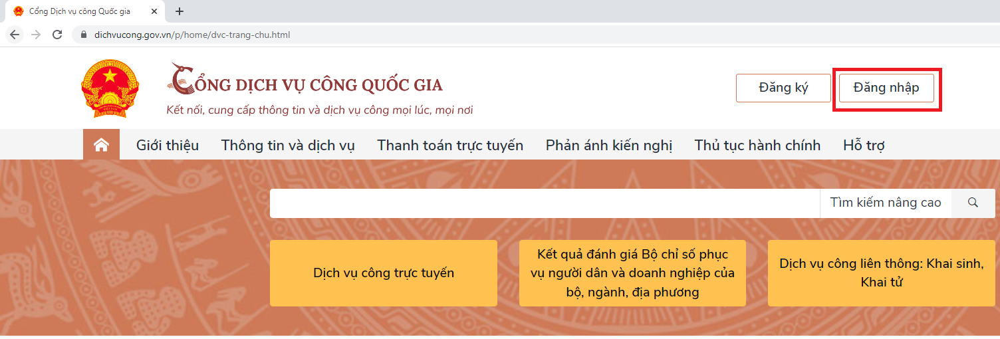 Cổng Dịch vụ công Quốc gia
dichvucong.gov.vn/p/home/dvc-trang-chu.html
CỔNG DỊCH VỤ CÔNG QUỐC GIA
Kết nối, cung cấp thông tin và dịch vụ công mọi lúc, mọi nơi
Đăng ký
Đăng nhập
Giới thiệu
Thông tin và dịch vụ
Thanh toán trực tuyến
Phản ánh kiến nghị
Thủ tục hành chính
Hỗ trợ
Tìm kiếm nâng cao
Dịch vụ công trực tuyến
Kết quả đánh giá Bộ chỉ số phục
vụ người dân và doanh nghiệp của
bộ, ngành, địa phương
Dịch vụ công liên thông: Khai sinh,
Khai tử